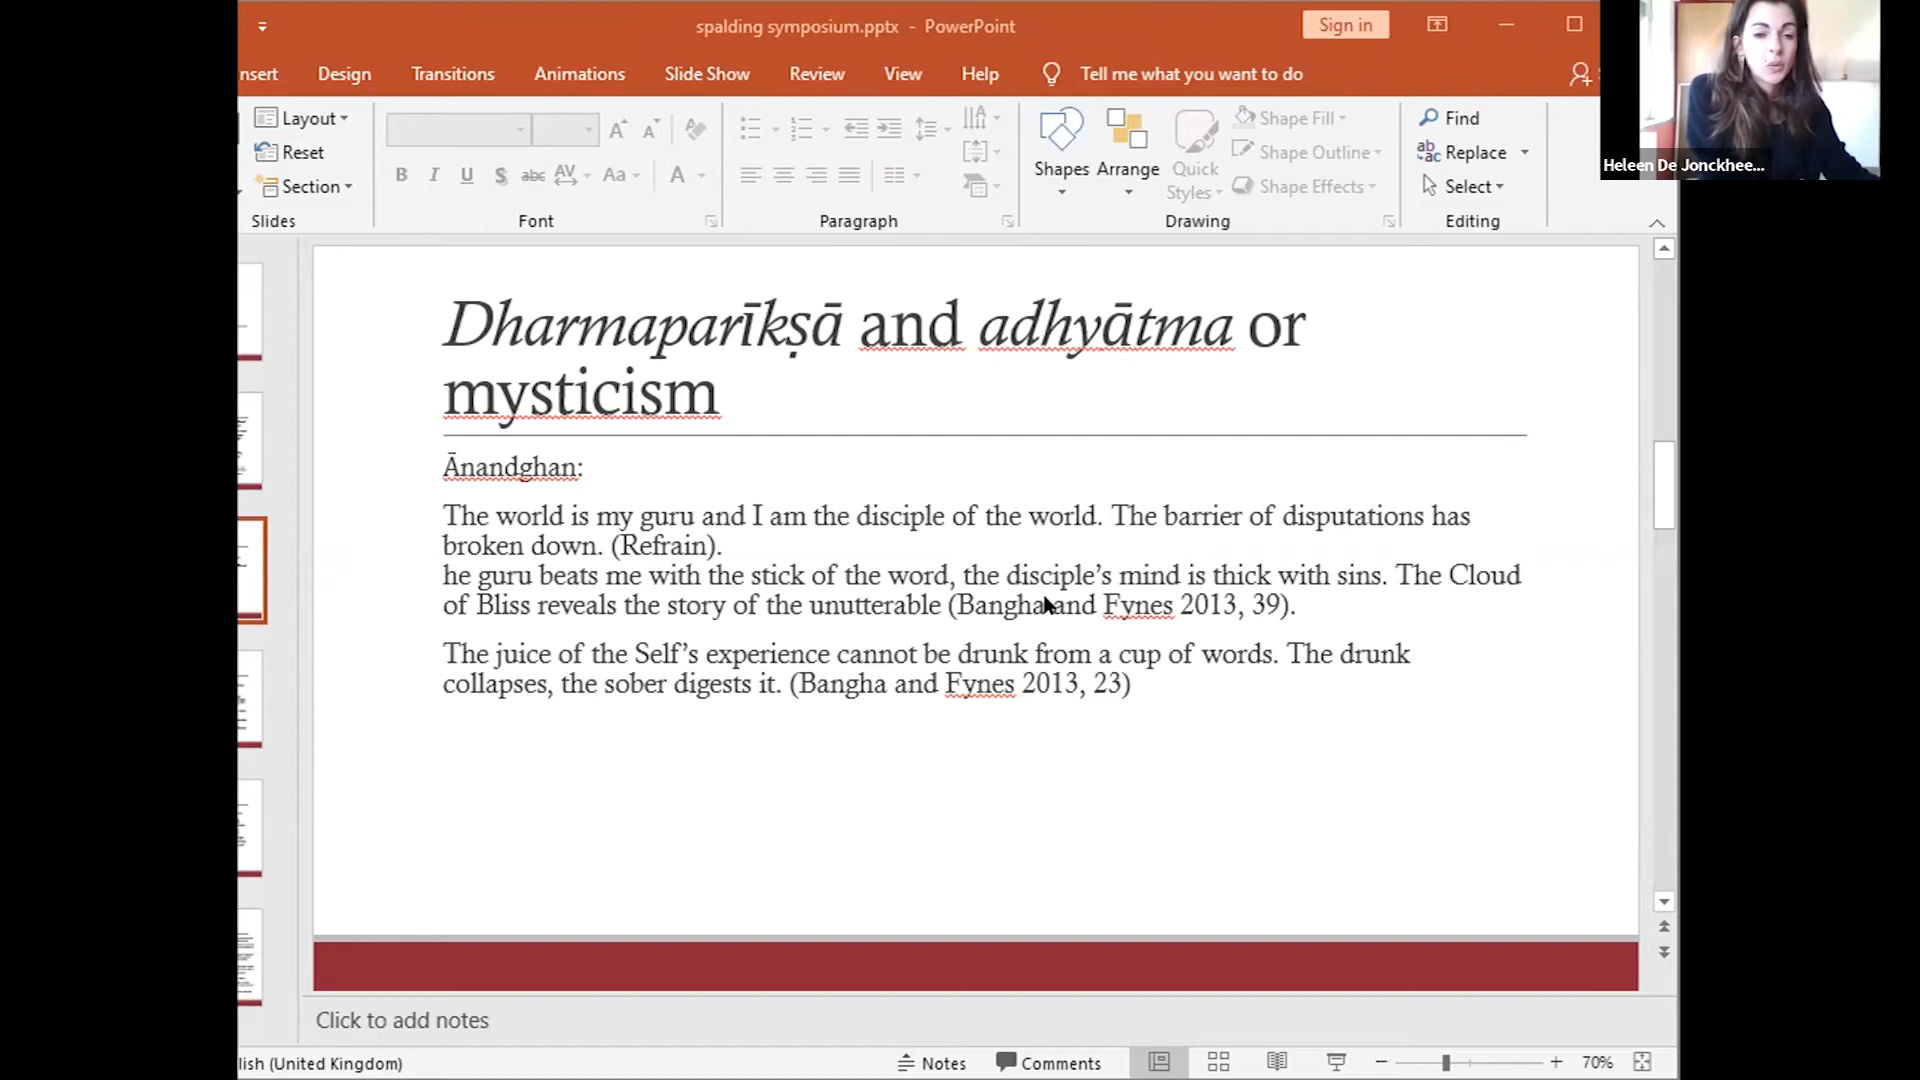 spalding symposium.pptx - PowerPoint
Sign in
nsert Design Transitions Animations Slide Show Review View Help Tell me what you want to do
Layout
Reset
Section
Slides
B I U S abc AV Aa A
Font
Paragraph
Shapes Arrange Quick Styles
Shape Fill
Shape Outline
Shape Effects
Drawing
Find
Replace
Select
Editing
Heleen De Jonckhee...
Dharmaparīkṣā and adhyātma or
mysticism
Ānandghan:
The world is my guru and I am the disciple of the world. The barrier of disputations has
broken down. (Refrain).
he guru beats me with the stick of the word, the disciple’s mind is thick with sins. The Cloud
of Bliss reveals the story of the unutterable (Bangha and Fynes 2013, 39).
The juice of the Self’s experience cannot be drunk from a cup of words. The drunk
collapses, the sober digests it. (Bangha and Fynes 2013, 23)
Click to add notes
lish (United Kingdom)
Notes Comments 70%